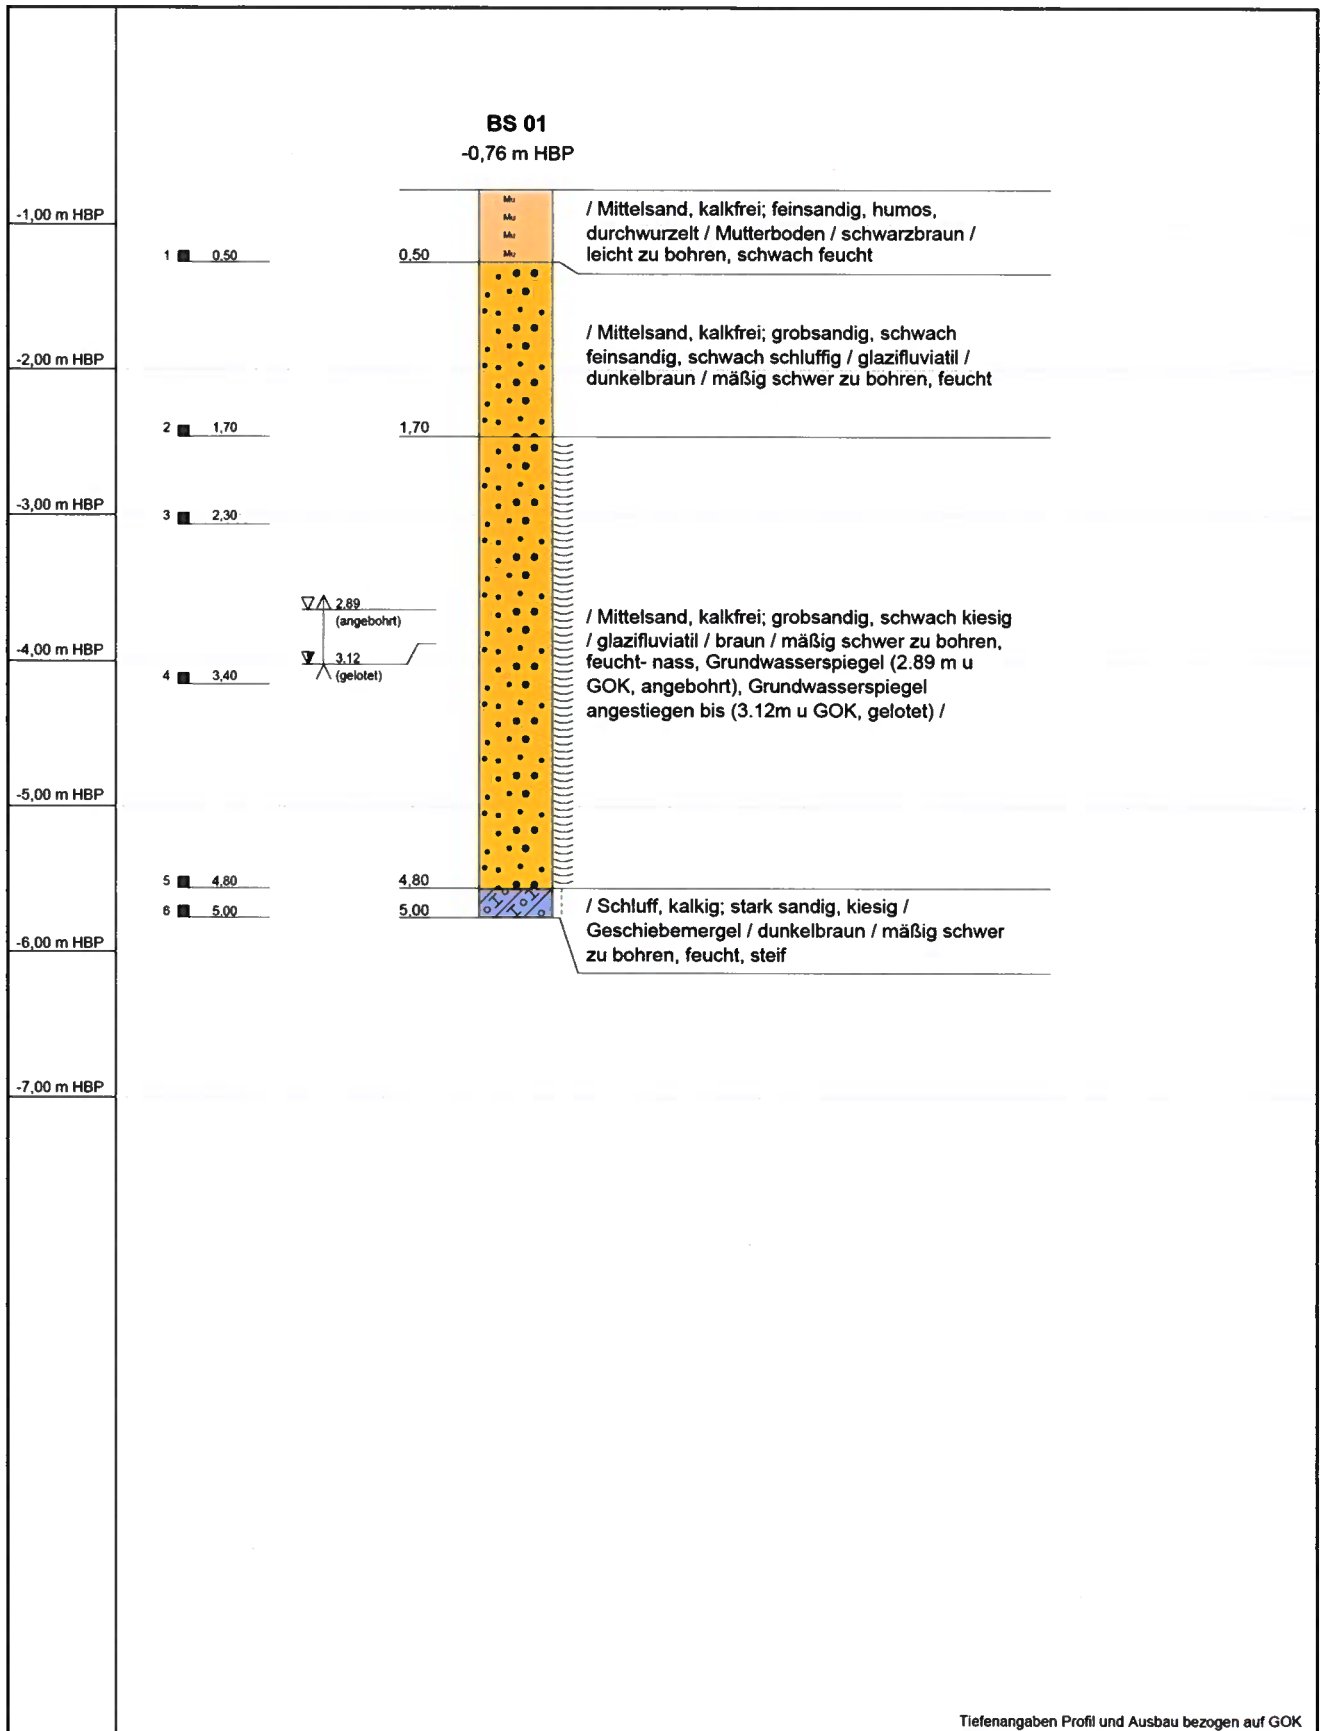 BS 01
-0,76 m HBP
Mu
Mu
Mu
Mu
/ Mittelsand, kalkfrei; feinsandig, humos,
durchwurzelt / Mutterboden / schwarzbraun /
leicht zu bohren, schwach feucht
-1,00 m HBP
1 0,50
0,50
/ Mittelsand, kalkfrei; grobsandig, schwach
feinsandig, schwach schluffig / glazifluviatil /
dunkelbraun / mäßig schwer zu bohren, feucht
-2,00 m HBP
2 1,70
1,70
-3,00 m HBP
3 2,30
2.89
(angebohrt)
/ Mittelsand, kalkfrei; grobsandig, schwach kiesig
/ glazifluviatil / braun / mäßig schwer zu bohren,
feucht- nass, Grundwasserspiegel (2.89 m u
GOK, angebohrt), Grundwasserspiegel
angestiegen bis (3.12m u GOK, gelotet) /
-4,00 m HBP
3.12
(gelotet)
4 3,40
-5,00 m HBP
5 4,80
4,80
6 5,00
5,00
/ Schluff, kalkig; stark sandig, kiesig /
Geschiebemergel / dunkelbraun / mäßig schwer
zu bohren, feucht, steif
-6,00 m HBP
-7,00 m HBP
Tiefenangaben Profil und Ausbau bezogen auf GOK